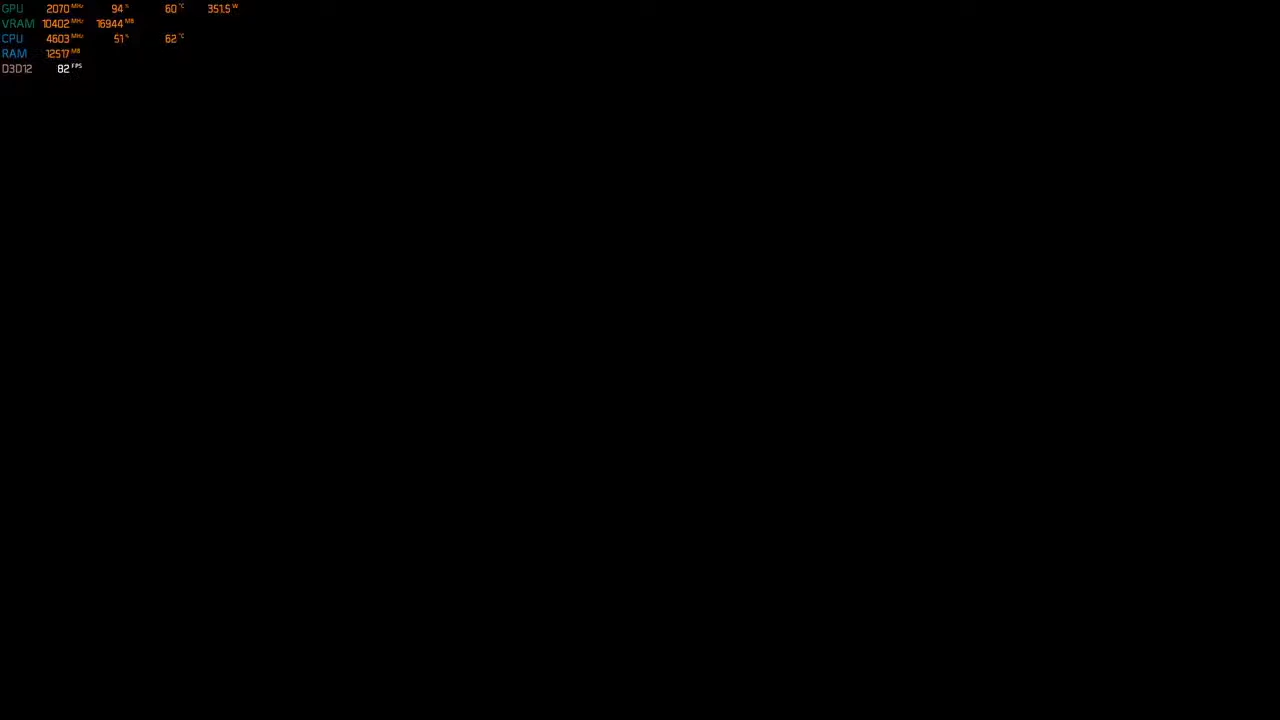 GPU 2070 MHz 94 % 60 °C 351.5 W
VRAM 10402 MHz 16944 MB
CPU 4603 MHz 51 % 62 °C
RAM 12517 MB
D3D12 82 FPS